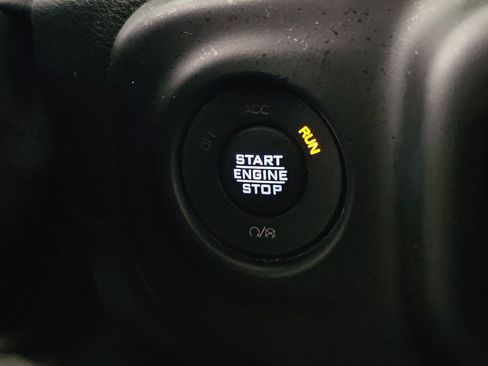 ACC
OFF
RUN
START
ENGINE
STOP